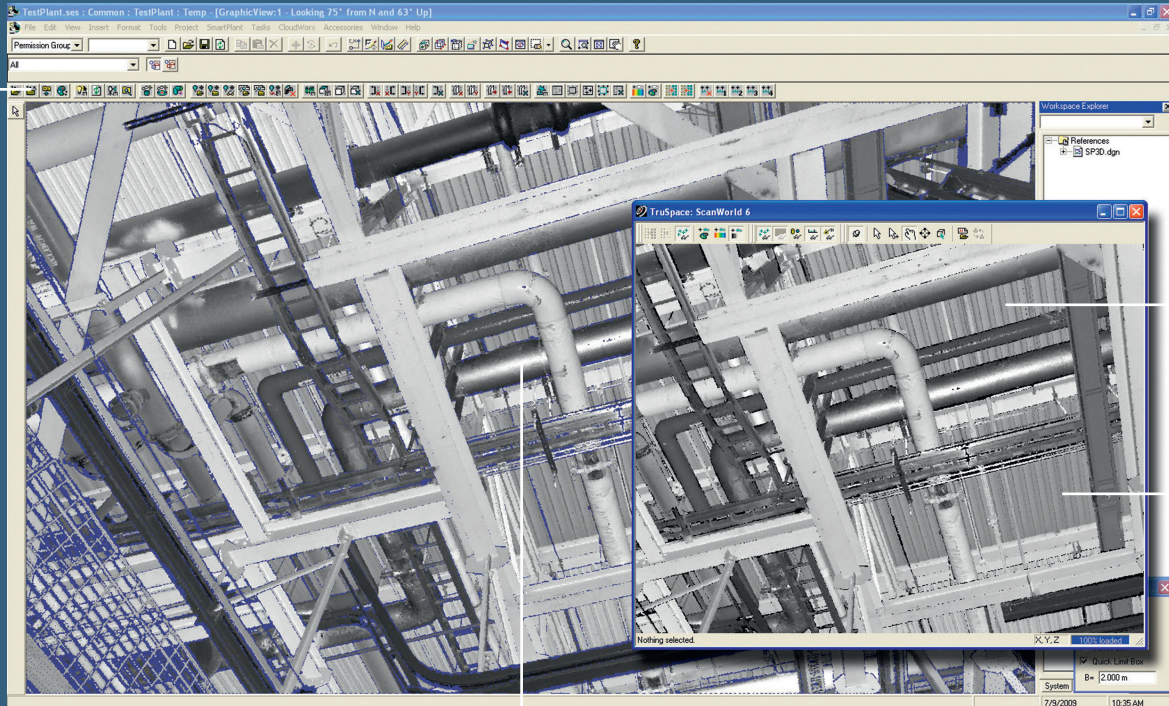 TestPlant.ses : Common : TestPlant : Temp - [GraphicView:1 - Looking 75° from N and 63° Up]
File Edit View Insert Format Tools Project SmartPlant Tasks CloudWorx Accessories Window Help
Permission Group
All
Workspace Explorer
References
SP3D.dgn
TruSpace: ScanWorld 6
Nothing selected.
X, Y, Z 100% loaded
Quick Limit Box
B= 2.000 m
System
7/9/2009 10:35 AM